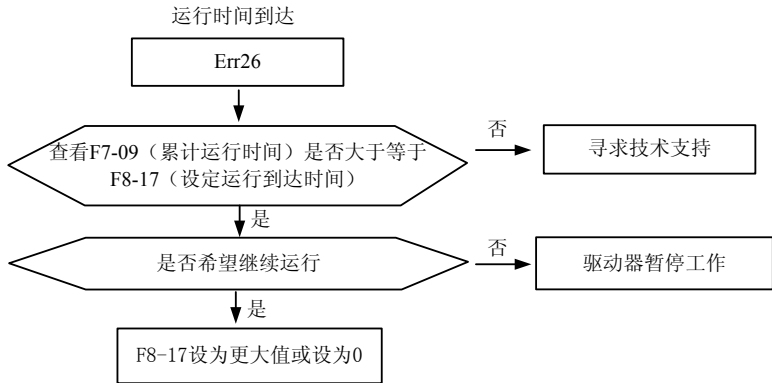 运行时间到达
Err26
查看F7-09（累计运行时间）是否大于等于
F8-17（设定运行到达时间）
否
寻求技术支持
是
是否希望继续运行
否
驱动器暂停工作
是
F8-17设为更大值或设为0